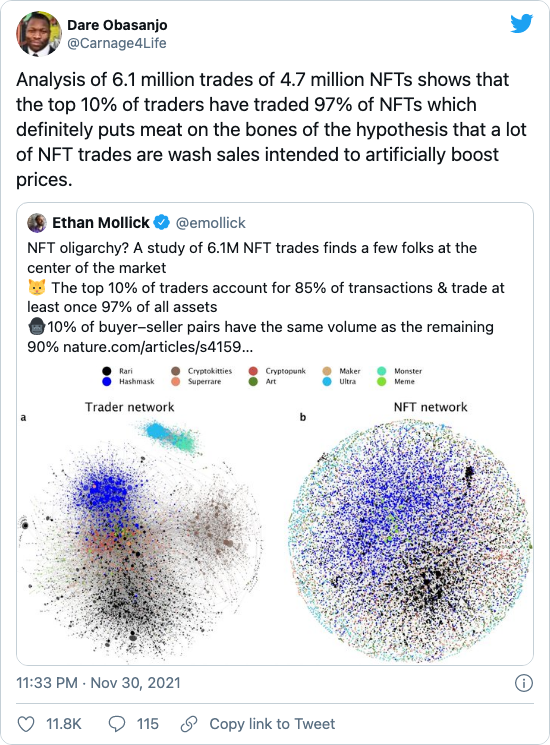 Dare Obasanjo
@Carnage4Life
Analysis of 6.1 million trades of 4.7 million NFTs shows that
the top 10% of traders have traded 97% of NFTs which
definitely puts meat on the bones of the hypothesis that a lot
of NFT trades are wash sales intended to artificially boost
prices.
Ethan Mollick @emollick
NFT oligarchy? A study of 6.1M NFT trades finds a few folks at the
center of the market
😺 The top 10% of traders account for 85% of transactions & trade at
least once 97% of all assets
10% of buyer–seller pairs have the same volume as the remaining
90% nature.com/articles/s4159...
Rari Cryptokitties Cryptopunk Maker Monster
Hashmask Superrare Art Ultra Meme
Trader network NFT network
a b
11:33 PM · Nov 30, 2021
11.8K 115 Copy link to Tweet